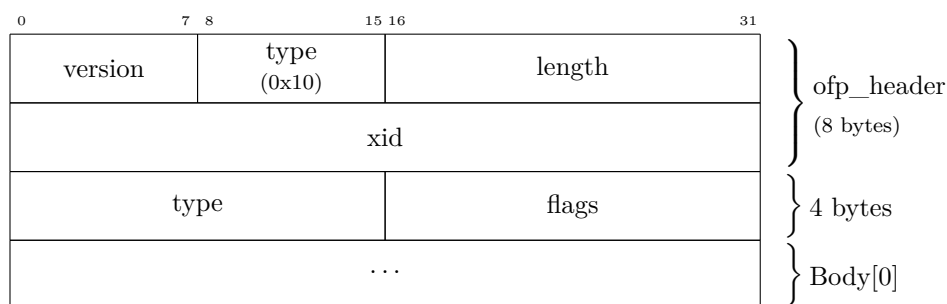 0 7 8 15 16 31
version type (0x10) length
ofp_header
(8 bytes)
xid
type flags
4 bytes
...
Body[0]